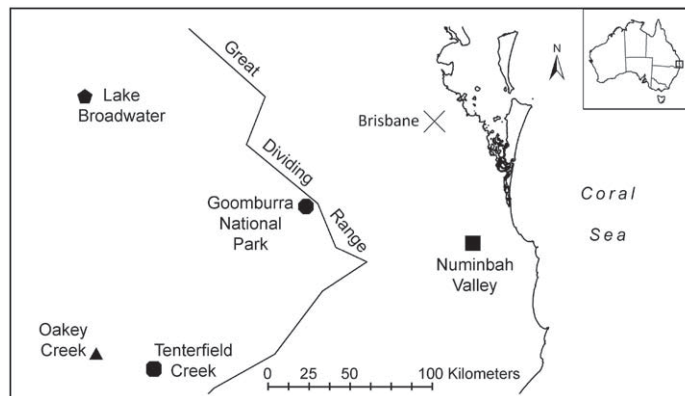 Great
Dividing
Range
Lake
Broadwater
Brisbane
N
Goomburra
National
Park
Coral
Sea
Numinbah
Valley
Oakey
Creek
Tenterfield
Creek
0 25 50 100 Kilometers